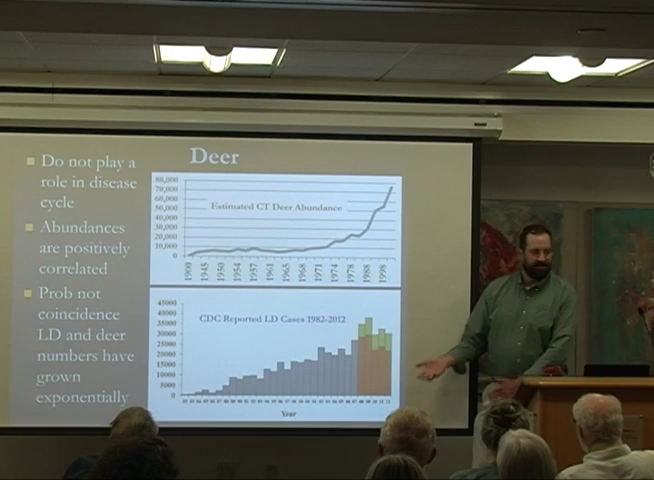 Deer
Do not play a
role in disease
cycle
Abundances
are positively
correlated
Prob not
coincidence
LD and deer
numbers have
grown
exponentially
80,000
70,000
60,000
50,000
40,000
30,000
20,000
10,000
0
Estimated CT Deer Abundance
1900
1945
1950
1954
1957
1961
1965
1968
1971
1974
1978
1988
1998
45000
40000
35000
30000
25000
20000
15000
10000
5000
0
CDC Reported LD Cases 1982-2012
Year